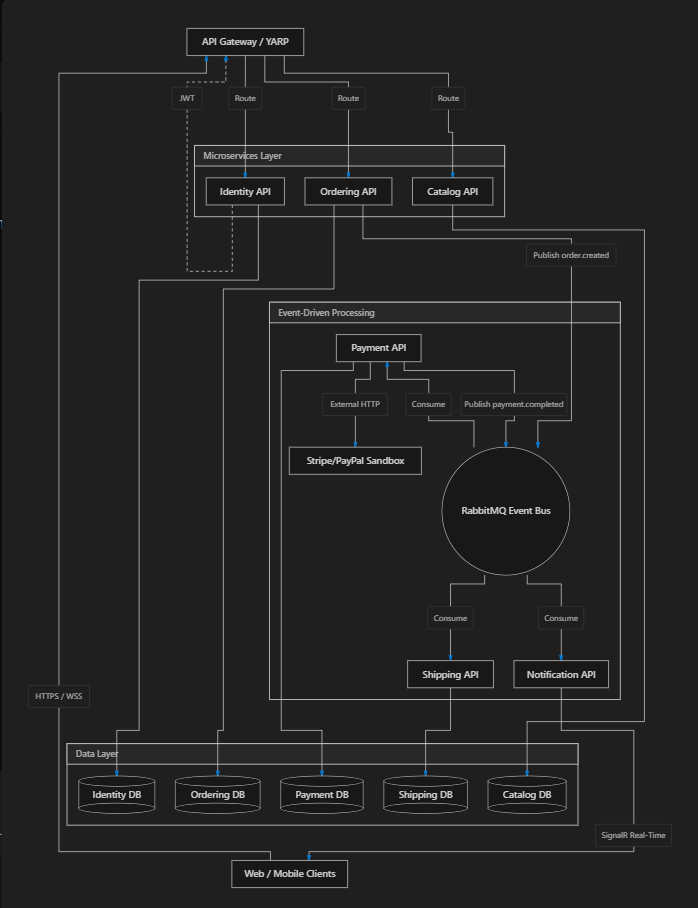 API Gateway / YARP
JWT
Route
Route
Route
Microservices Layer
Identity API
Ordering API
Catalog API
Publish order.created
Event-Driven Processing
Payment API
External HTTP
Consume
Publish payment.completed
Stripe/PayPal Sandbox
RabbitMQ Event Bus
Consume
Consume
Shipping API
Notification API
HTTPS / WSS
Data Layer
Identity DB
Ordering DB
Payment DB
Shipping DB
Catalog DB
SignalR Real-Time
Web / Mobile Clients